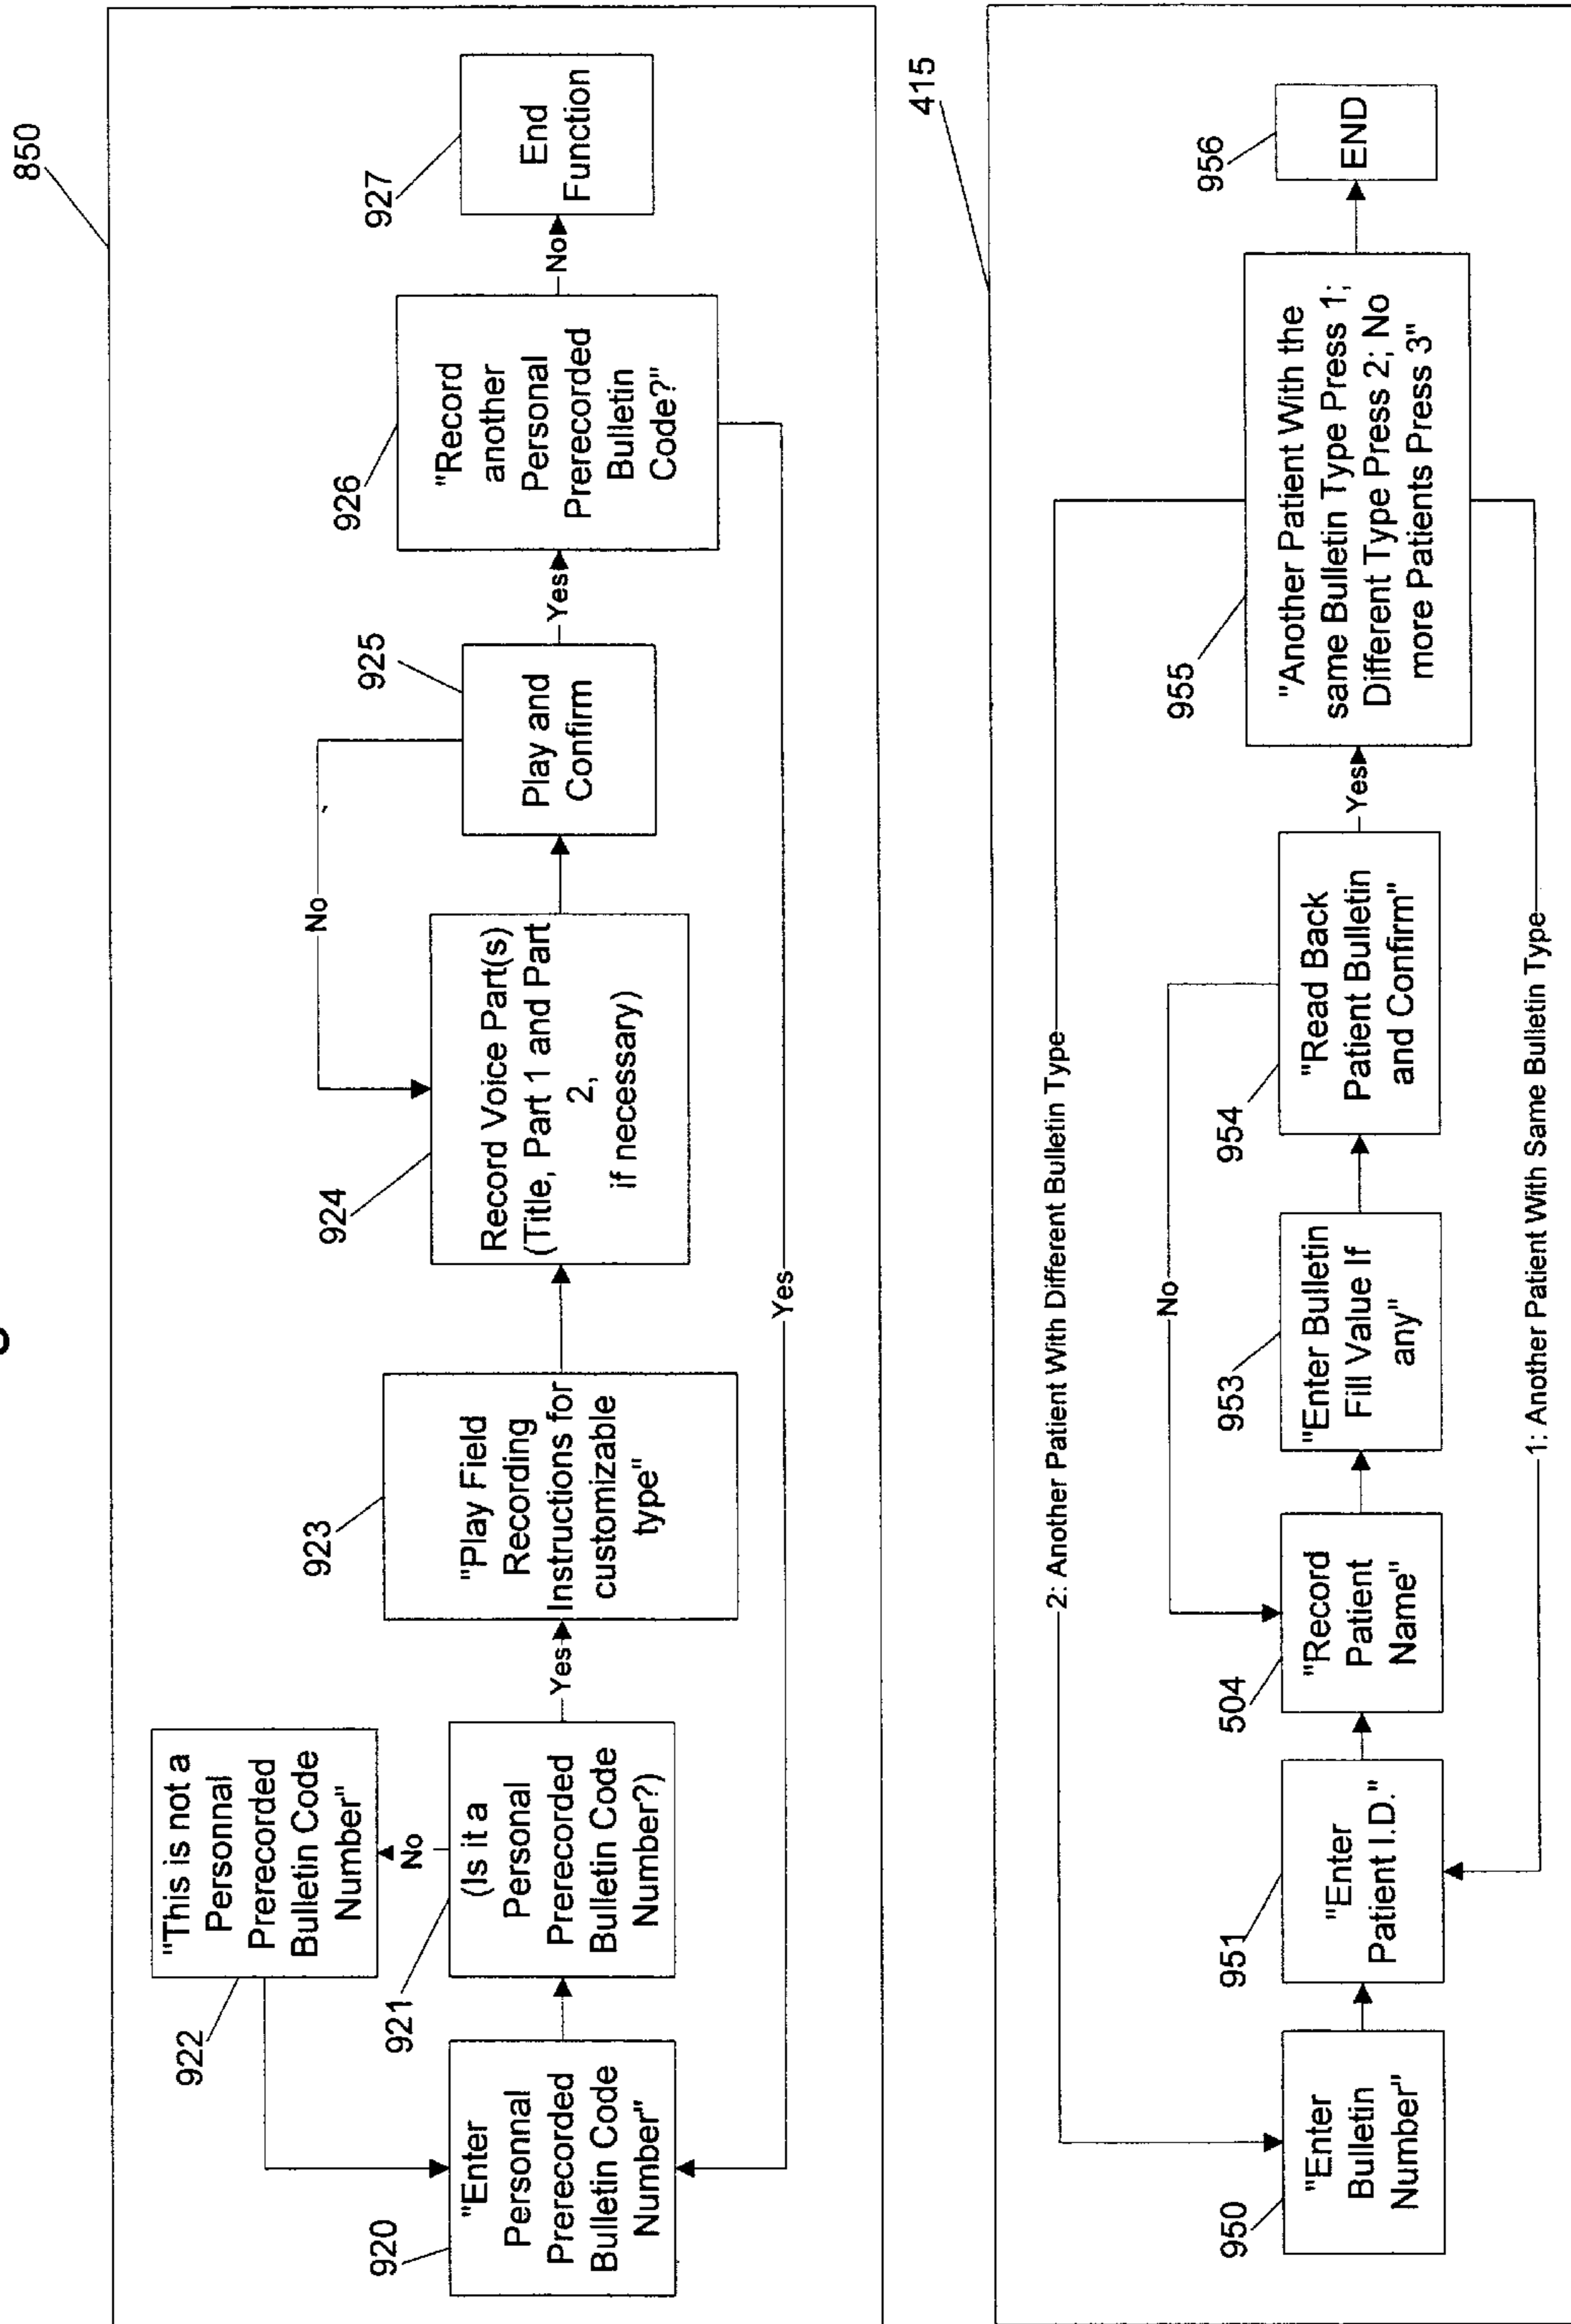 850
"Enter
Personnal
Prerecorded
Bulletin Code
Number"
920
(Is it a
Personal
Prerecorded
Bulletin Code
Number?)
921
No
"This is not a
Personnal
Prerecorded
Bulletin Code
Number"
922
Yes
"Play Field
Recording
Instructions for
customizable
type"
923
Record Voice Part(s)
(Title, Part 1 and Part
2,
if necessary)
924
No
Play and
Confirm
925
Yes
"Record
another
Personal
Prerecorded
Bulletin
Code?"
926
Yes
No
End
Function
927
415
"Enter
Bulletin
Number"
950
"Enter
Patient I.D."
951
"Record
Patient
Name"
504
"Enter Bulletin
Fill Value If
any"
953
"Read Back
Patient Bulletin
and Confirm"
954
No
Yes
"Another Patient With the
same Bulletin Type Press 1;
Different Type Press 2; No
more Patients Press 3"
955
2: Another Patient With Different Bulletin Type
1: Another Patient With Same Bulletin Type
END
956